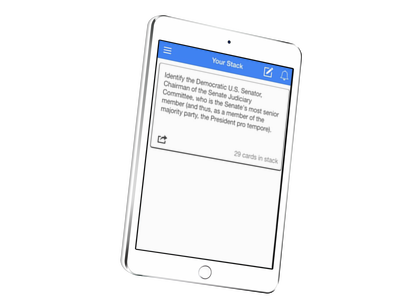 Your Stack
Identify the Democratic U.S. Senator,
Chairman of the Senate Judiciary
Committee, who is the Senate's most senior
member (and thus, as a member of the
majority party, the President pro tempore).
29 cards in stack